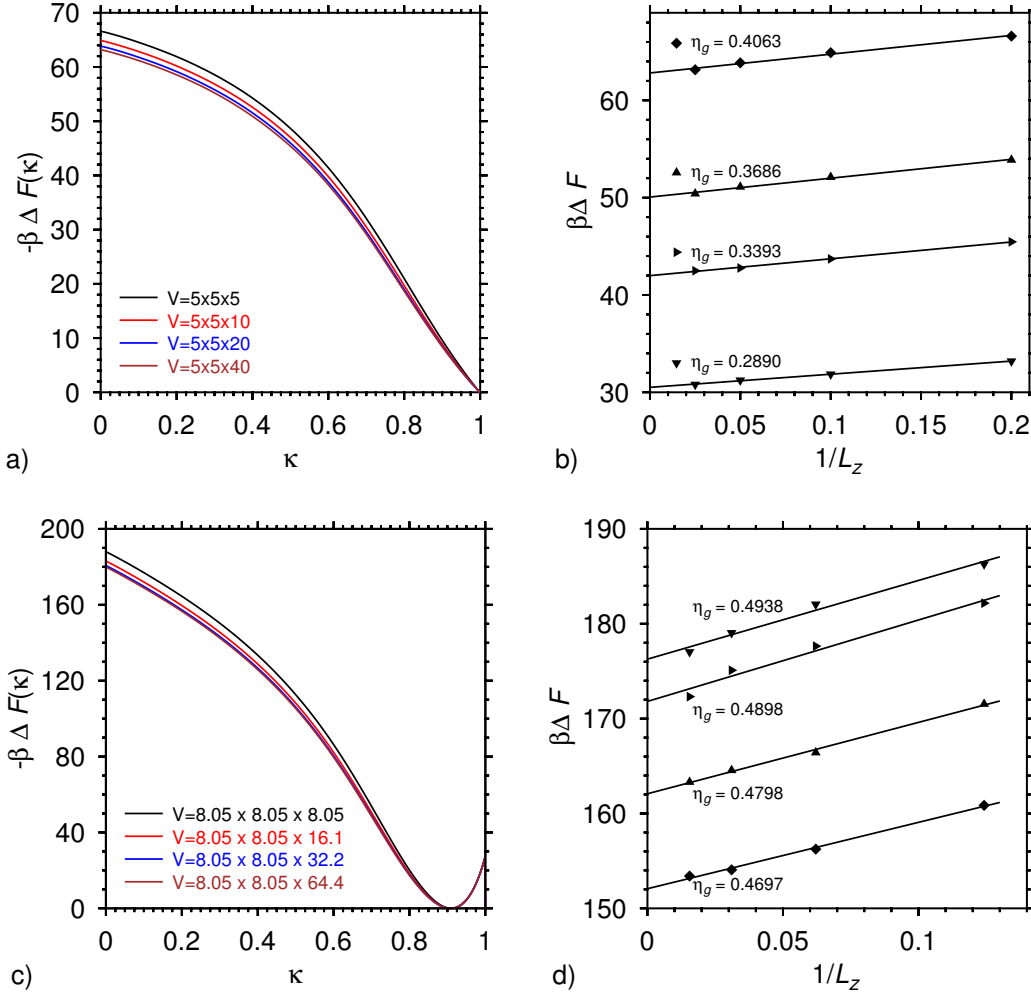 70
60
50
40
30
20
10
0
-β Δ F(κ)
V=5x5x5
V=5x5x10
V=5x5x20
V=5x5x40
0 0.2 0.4 0.6 0.8 1
κ
a)
60
50
40
30
βΔ F
η_g = 0.4063
η_g = 0.3686
η_g = 0.3393
η_g = 0.2890
0 0.05 0.10 0.15 0.2
1/L_z
b)
200
160
120
80
40
0
-β Δ F(κ)
V=8.05 x 8.05 x 8.05
V=8.05 x 8.05 x 16.1
V=8.05 x 8.05 x 32.2
V=8.05 x 8.05 x 64.4
0 0.2 0.4 0.6 0.8 1
κ
c)
190
180
170
160
150
βΔ F
η_g = 0.4938
η_g = 0.4898
η_g = 0.4798
η_g = 0.4697
0 0.05 0.1
1/L_z
d)